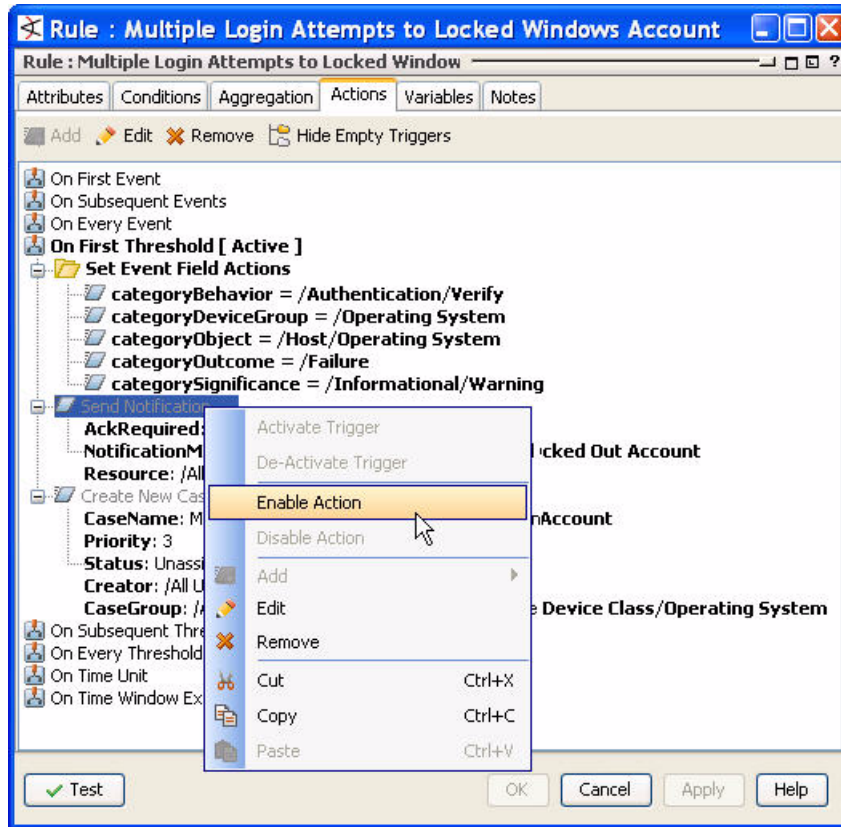 Rule : Multiple Login Attempts to Locked Windows Account
Rule : Multiple Login Attempts to Locked Window
Attributes Conditions Aggregation Actions Variables Notes
Add Edit Remove Hide Empty Triggers
On First Event
On Subsequent Events
On Every Event
On First Threshold [ Active ]
Set Event Field Actions
categoryBehavior = /Authentication/Verify
categoryDeviceGroup = /Operating System
categoryObject = /Host/Operating System
categoryOutcome = /Failure
categorySignificance = /Informational/Warning
Send Notification
AckRequired:
NotificationM cked Out Account
Resource: /All
Create New Cas
CaseName: M nAccount
Priority: 3
Status: Unassi
Creator: /All U
CaseGroup: /A e Device Class/Operating System
On Subsequent Thre
On Every Threshold
On Time Unit
On Time Window Ex
Activate Trigger
De-Activate Trigger
Enable Action
Disable Action
Add
Edit
Remove
Cut Ctrl+X
Copy Ctrl+C
Paste Ctrl+V
Test OK Cancel Apply Help